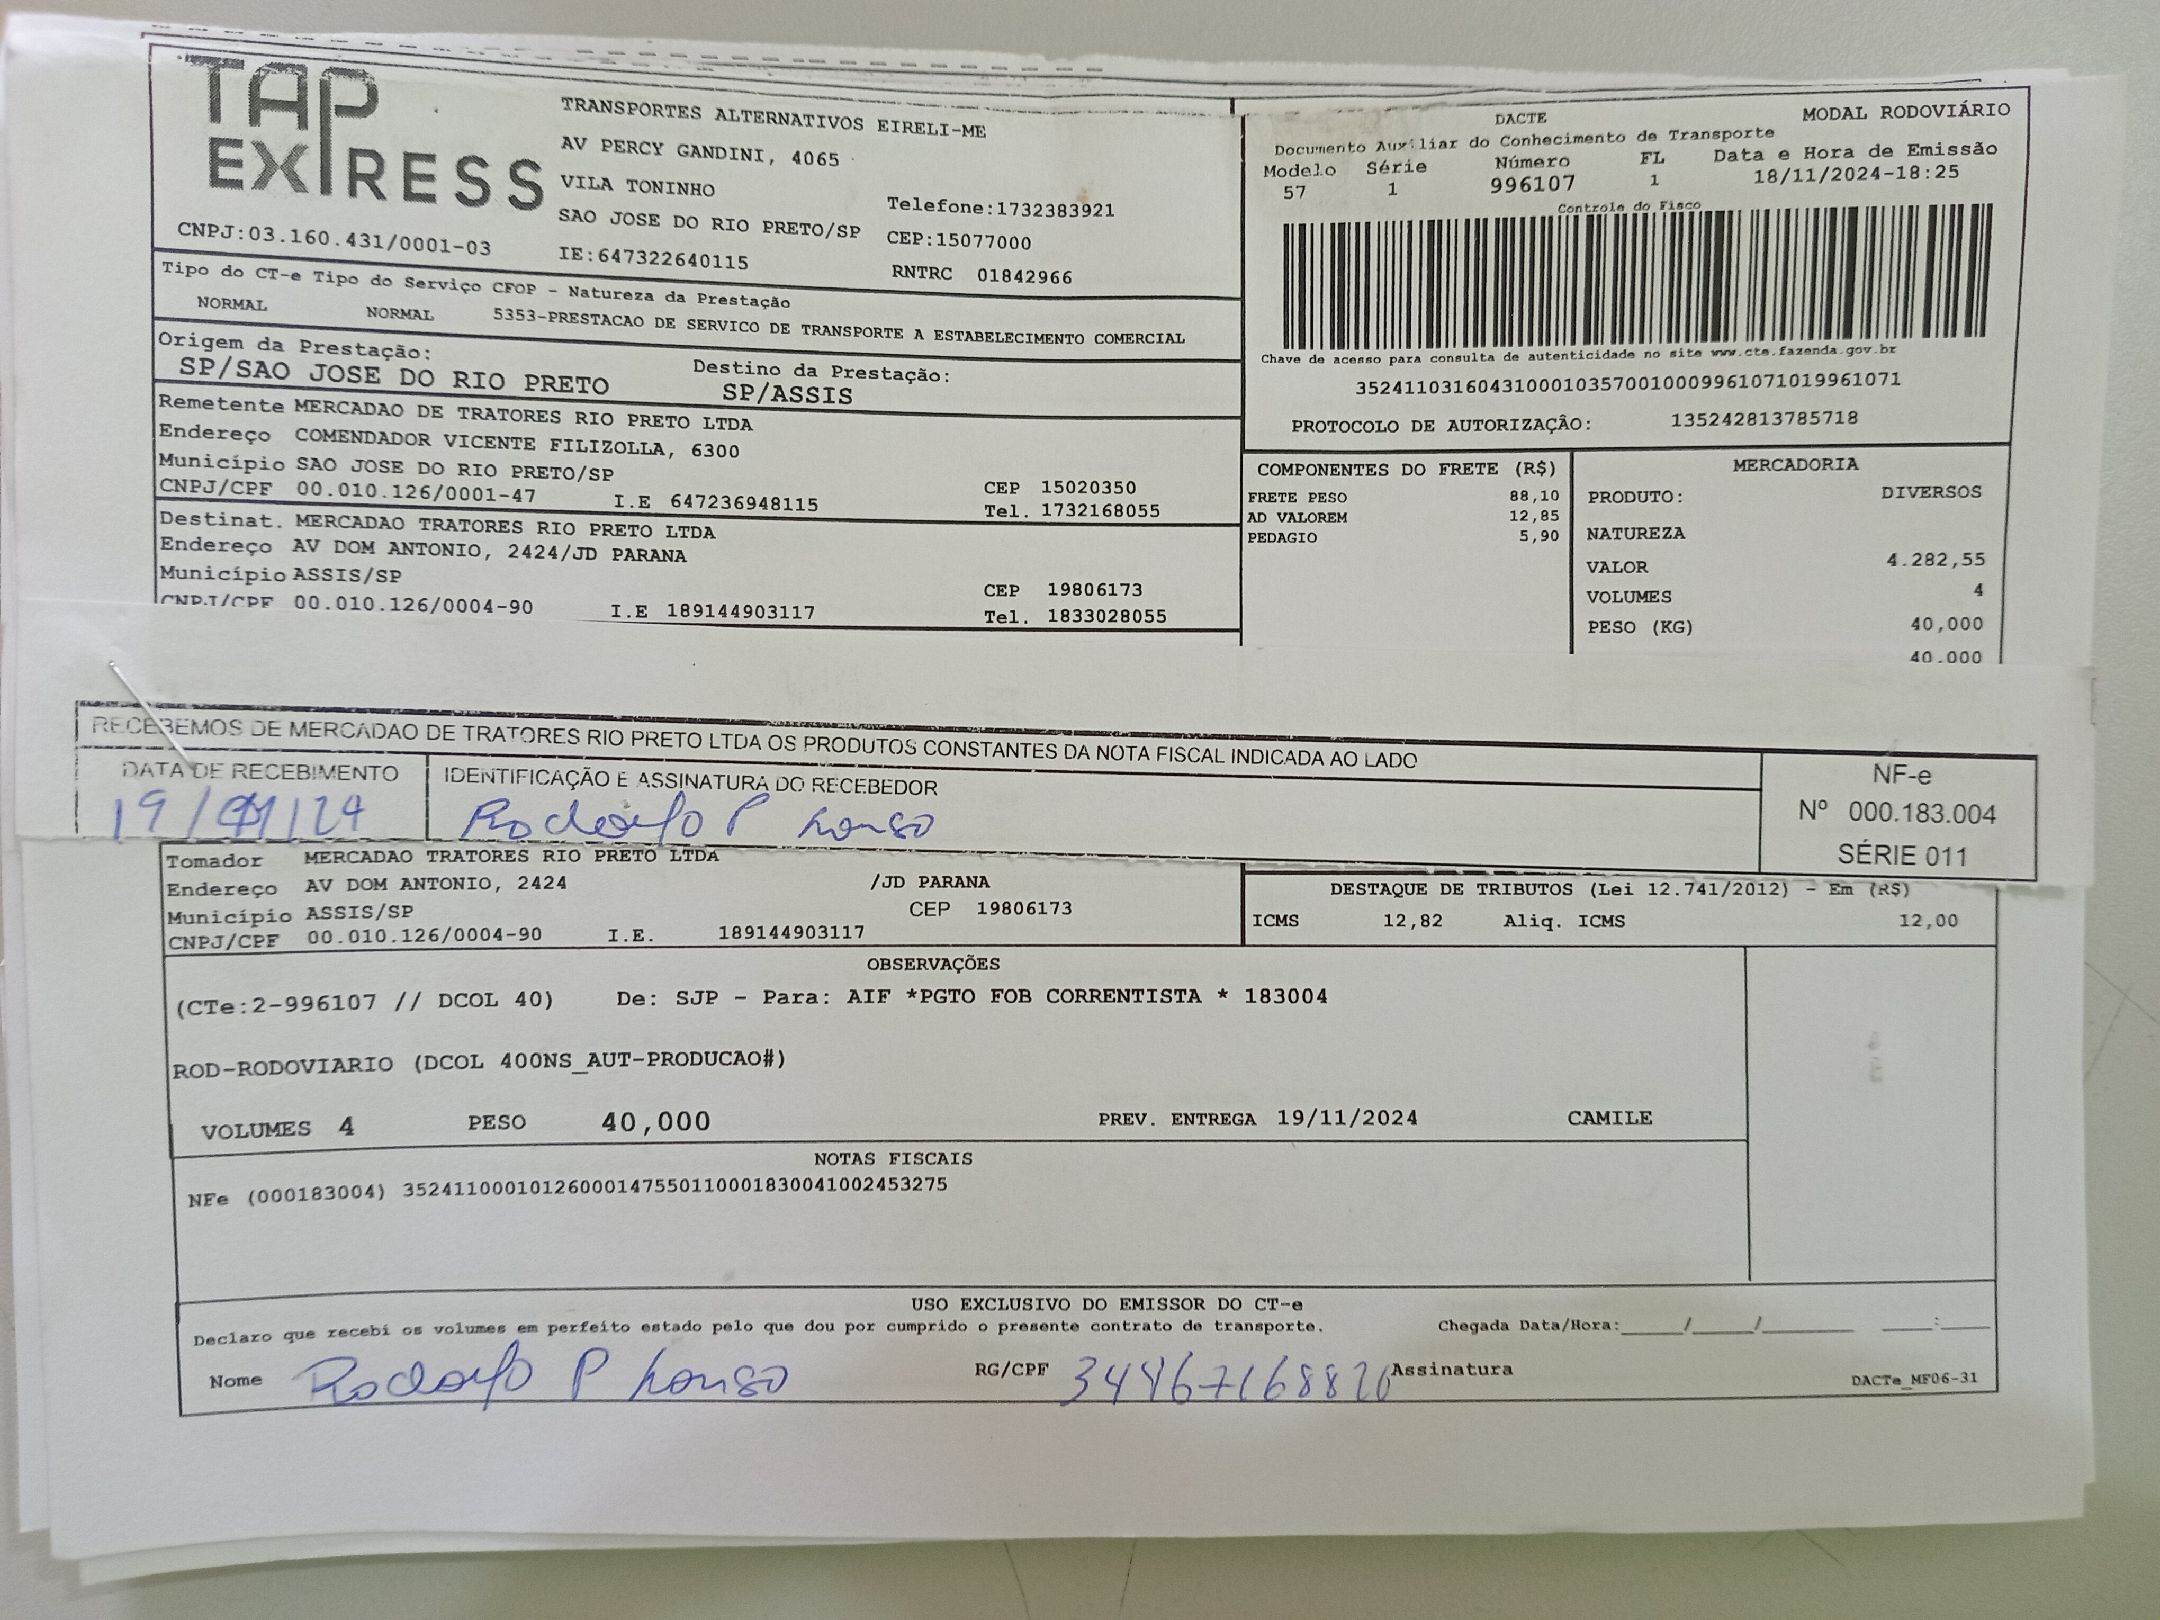 TAP
EXPRESS
TRANSPORTES ALTERNATIVOS EIRELI-ME
AV PERCY GANDINI, 4065
VILA TONINHO
SAO JOSE DO RIO PRETO/SP
Telefone:1732383921
CEP:15077000
CNPJ:03.160.431/0001-03
IE:647322640115
RNTRC 01842966
DACTE
MODAL RODOVIÁRIO
Documento Auxiliar do Conhecimento de Transporte
Modelo Série Número FL Data e Hora de Emissão
57 1 996107 1 18/11/2024-18:25
Controle do Fisco
Chave de acesso para consulta de autenticidade no site www.cte.fazenda.gov.br
35241103160431000103570010009961071019961071
PROTOCOLO DE AUTORIZAÇÂO: 135242813785718
Tipo do CT-e Tipo do Serviço CFOP - Natureza da Prestação
NORMAL NORMAL 5353-PRESTACAO DE SERVICO DE TRANSPORTE A ESTABELECIMENTO COMERCIAL
Origem da Prestação: Destino da Prestação:
SP/SAO JOSE DO RIO PRETO SP/ASSIS
Remetente MERCADAO DE TRATORES RIO PRETO LTDA
Endereço COMENDADOR VICENTE FILIZOLLA, 6300
Município SAO JOSE DO RIO PRETO/SP CEP 15020350
CNPJ/CPF 00.010.126/0001-47 I.E 647236948115 Tel. 1732168055
Destinat. MERCADAO TRATORES RIO PRETO LTDA
Endereço AV DOM ANTONIO, 2424/JD PARANA
Município ASSIS/SP CEP 19806173
CNPJ/CPF 00.010.126/0004-90 I.E 189144903117 Tel. 1833028055
COMPONENTES DO FRETE (R$)
FRETE PESO 88,10
AD VALOREM 12,85
PEDAGIO 5,90
MERCADORIA
PRODUTO: DIVERSOS
NATUREZA
VALOR 4.282,55
VOLUMES 4
PESO (KG) 40,000
40.000
RECEBEMOS DE MERCADAO DE TRATORES RIO PRETO LTDA OS PRODUTOS CONSTANTES DA NOTA FISCAL INDICADA AO LADO
DATA DE RECEBIMENTO IDENTIFICAÇÃO E ASSINATURA DO RECEBEDOR
19/11/24 Rodolfo P
NF-e
Nº 000.183.004
SÉRIE 011
Tomador MERCADAO TRATORES RIO PRETO LTDA
Endereço AV DOM ANTONIO, 2424 /JD PARANA
Município ASSIS/SP CEP 19806173
CNPJ/CPF 00.010.126/0004-90 I.E. 189144903117
DESTAQUE DE TRIBUTOS (Lei 12.741/2012) - Em (R$)
ICMS 12,82 Aliq. ICMS 12,00
OBSERVAÇÕES
(CTe:2-996107 // DCOL 40) De: SJP - Para: AIF *PGTO FOB CORRENTISTA * 183004
ROD-RODOVIARIO (DCOL 400NS_AUT-PRODUCAO#)
VOLUMES 4 PESO 40,000 PREV. ENTREGA 19/11/2024 CAMILE
NOTAS FISCAIS
NFe (000183004) 35241100010126000147550110001830041002453275
USO EXCLUSIVO DO EMISSOR DO CT-e
Declaro que recebi os volumes em perfeito estado pelo que dou por cumprido o presente contrato de transporte. Chegada Data/Hora:_____/_____/_______ ____:____
Nome Rodolfo P RG/CPF Assinatura
DACTe_MF06-31